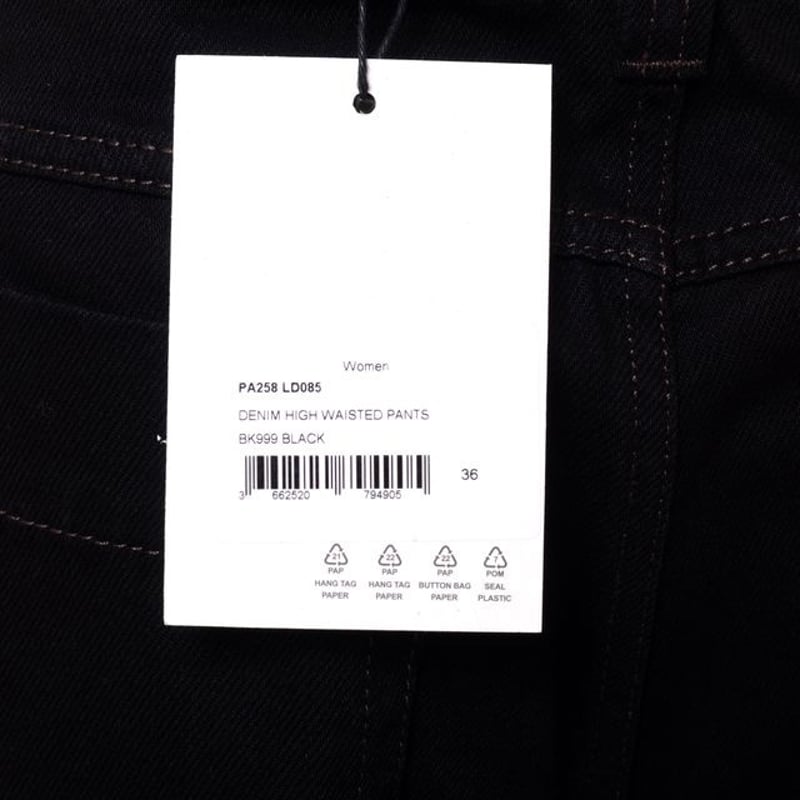 Women
PA258 LD085
DENIM HIGH WAISTED PANTS
BK999 BLACK
36
3 662520 794905
21 22 22 7
PAP PAP PAP POM
HANG TAG HANG TAG BUTTON BAG SEAL
PAPER PAPER PAPER PLASTIC